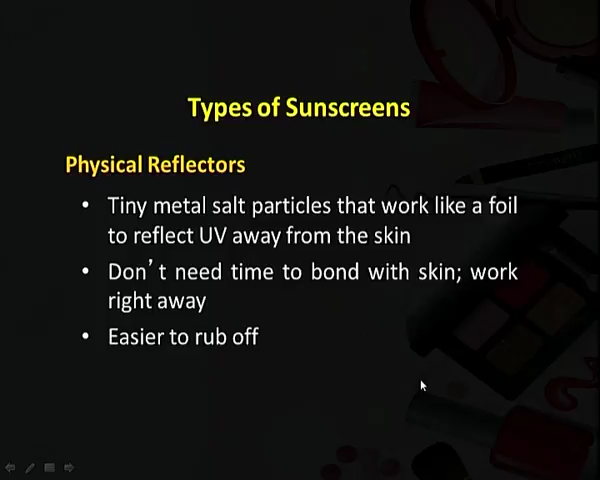 Types of Sunscreens
Physical Reflectors
• Tiny metal salt particles that work like a foil
to reflect UV away from the skin
• Don't need time to bond with skin; work
right away
• Easier to rub off